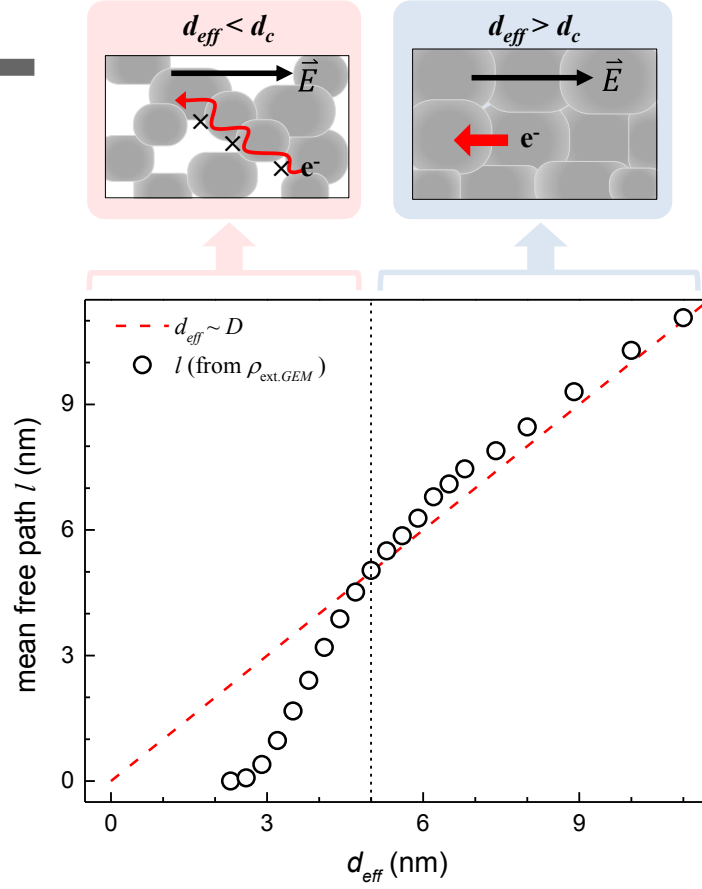 d_eff < d_c
d_eff > d_c
E⃗
e⁻
E⃗
e⁻
d_eff ~ D
l (from ρ_ext.GEM)
9
6
3
0
mean free path l (nm)
0 3 6 9
d_eff (nm)